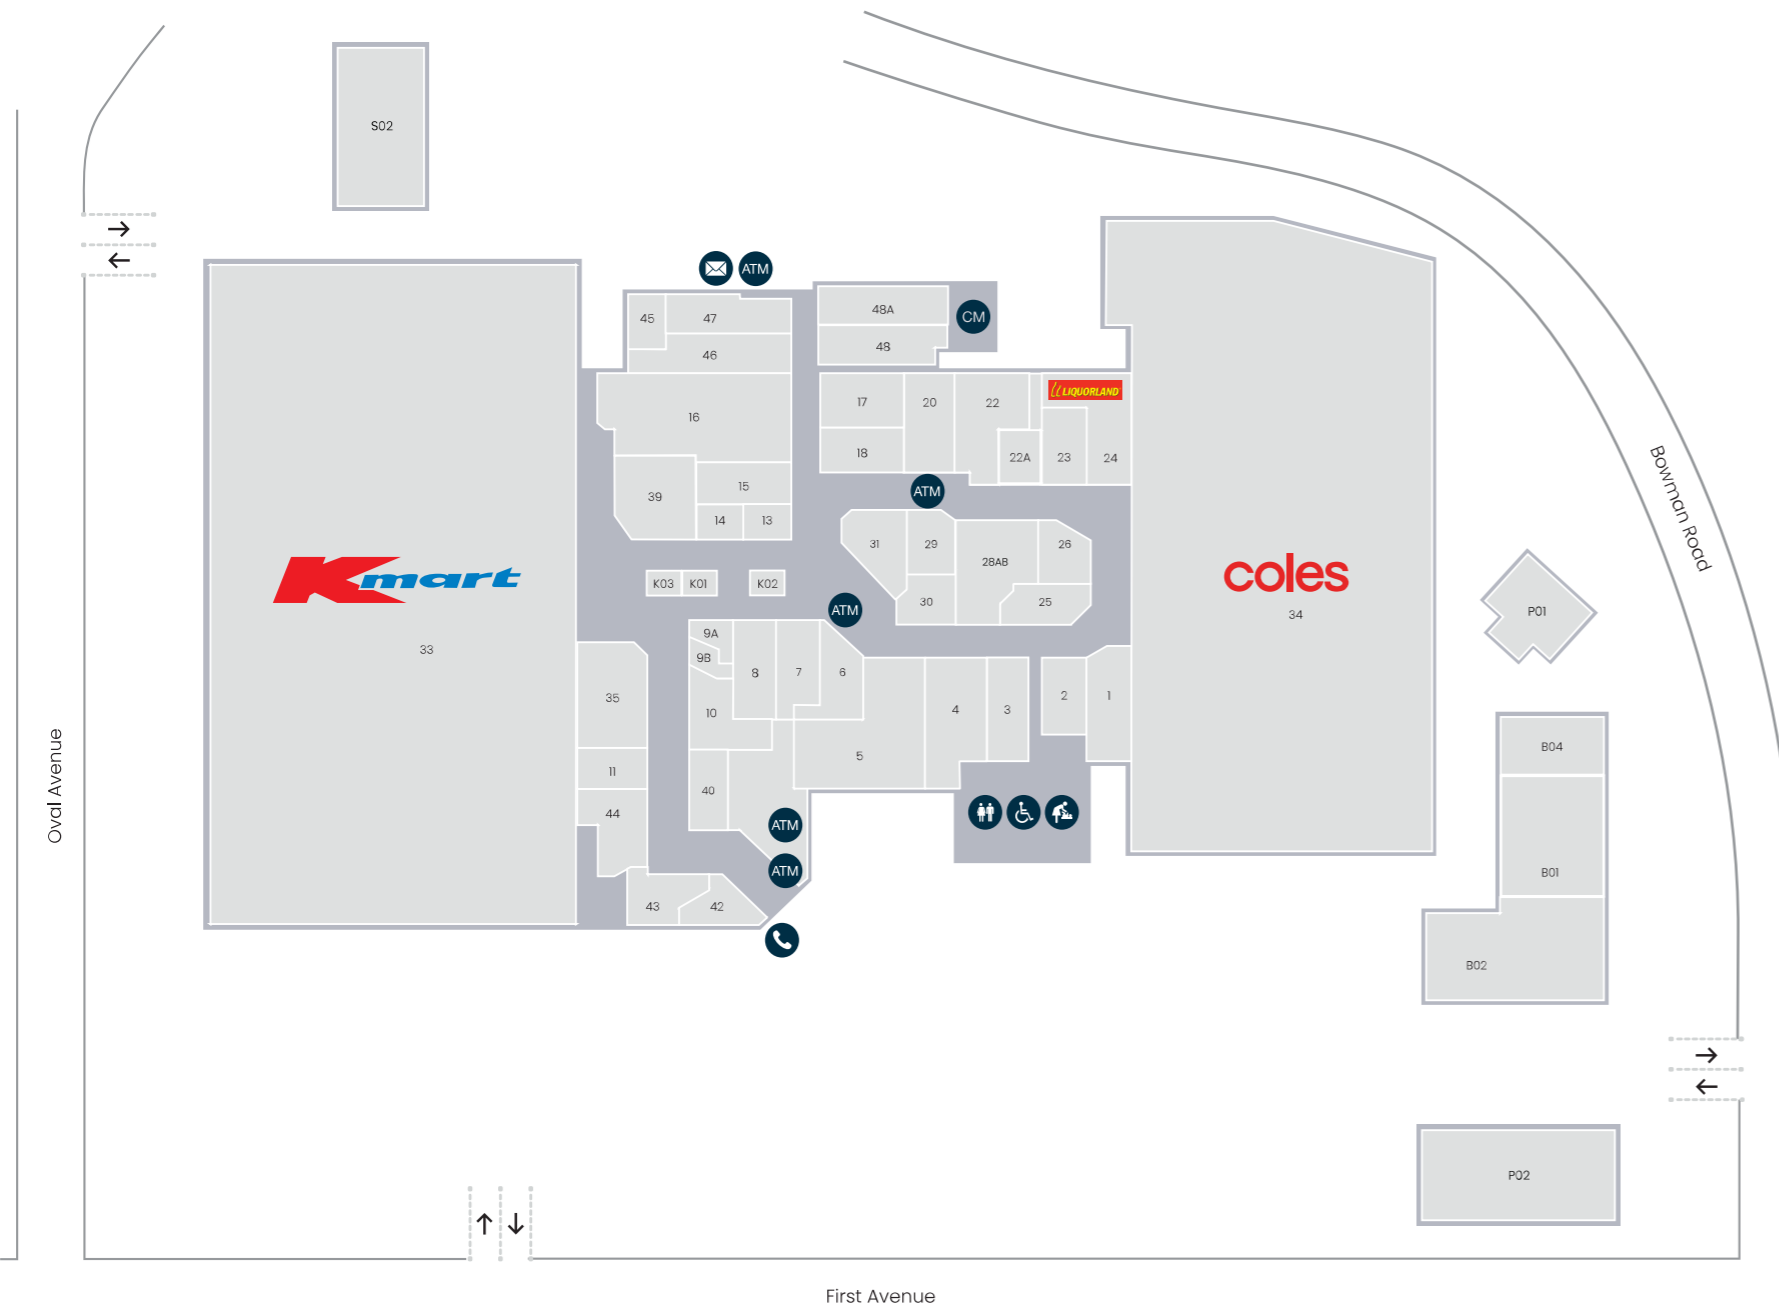 S02
ATM
45
47
46
48A
48
CM
16
39
15
14
13
17
18
20
22
22A
23
24
LIQUORLAND
ATM
31
29
28AB
26
30
25
K03
K01
K02
ATM
Kmart
33
coles
34
35
11
44
43
42
9A
9B
10
8
7
6
40
5
4
3
2
1
ATM
ATM
P01
B04
B01
B02
P02
Oval Avenue
Bowman Road
First Avenue